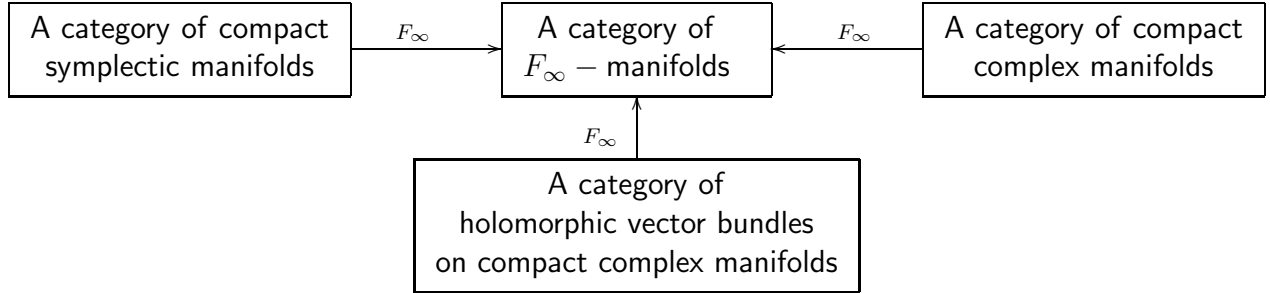 A category of compact
symplectic manifolds
F∞
A category of
F∞ − manifolds
F∞
A category of compact
complex manifolds
F∞
A category of
holomorphic vector bundles
on compact complex manifolds